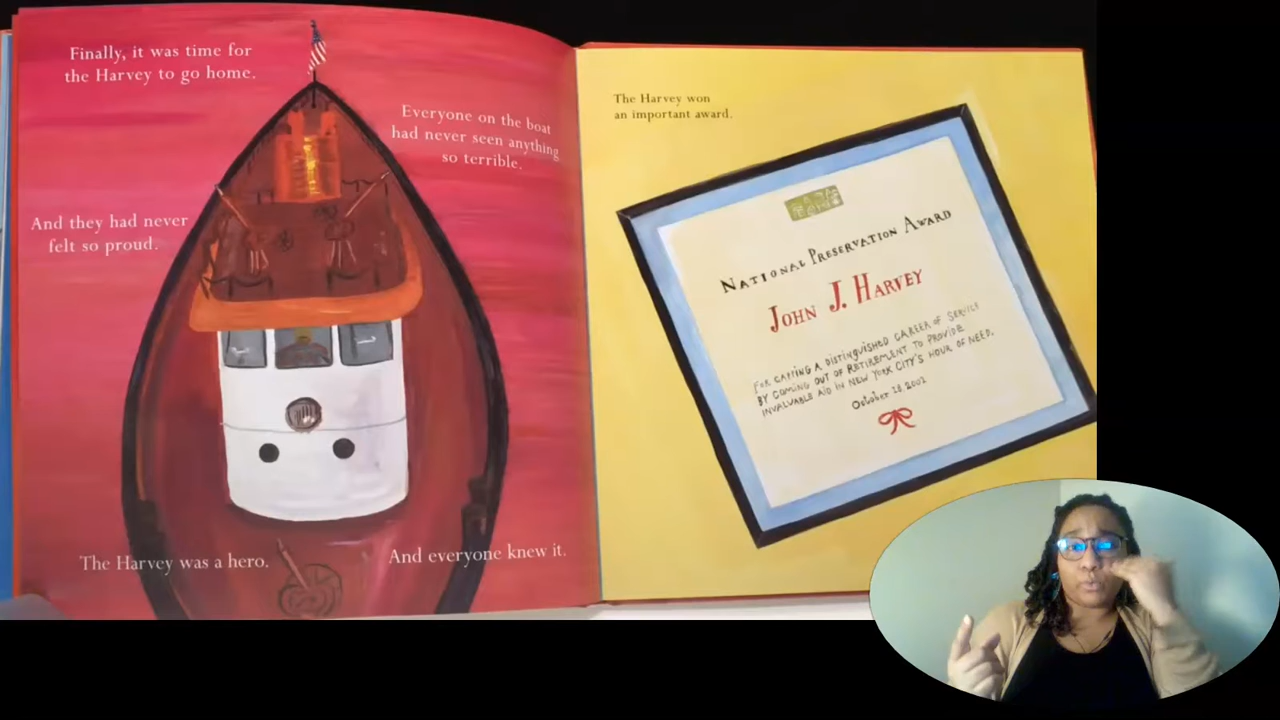 Finally, it was time for
the Harvey to go home.
Everyone on the boat
had never seen anything
so terrible.
And they had never
felt so proud.
The Harvey was a hero.
And everyone knew it.
The Harvey won
an important award.
NATIONAL PRESERVATION AWARD
JOHN J. HARVEY
FOR CAPPING A DISTINGUISHED CAREER OF SERVICE
BY COMING OUT OF RETIREMENT TO PROVIDE
INVALUABLE AID IN NEW YORK CITY'S HOUR OF NEED.
October 18, 2001